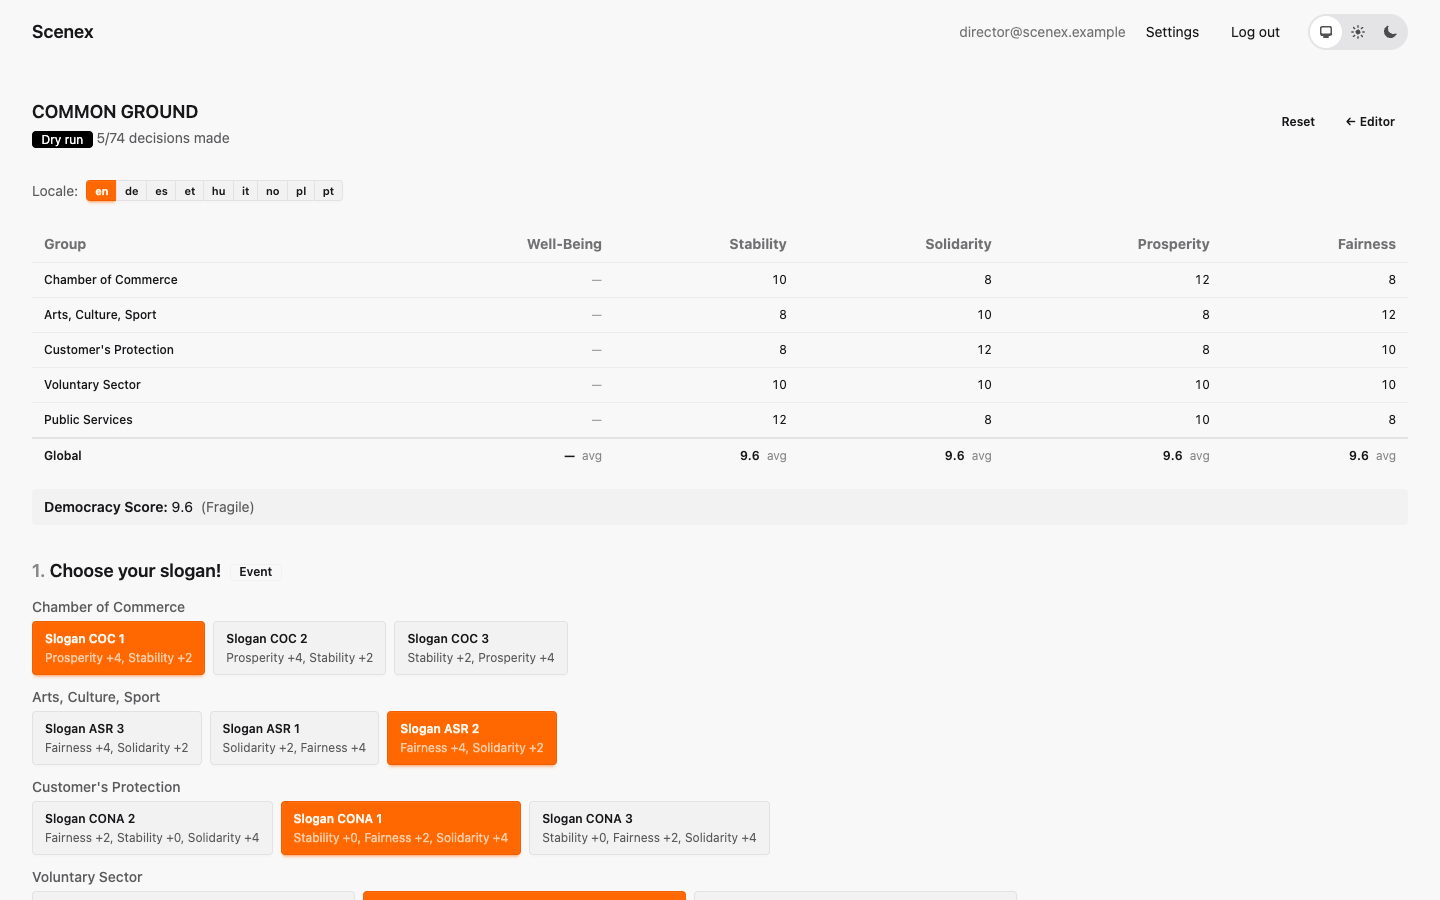 Scenex
director@scenex.example Settings Log out
COMMON GROUND
Dry run 5/74 decisions made
Reset ← Editor
Locale: en de es et hu it no pl pt
Group Well-Being Stability Solidarity Prosperity Fairness
Chamber of Commerce — 10 8 12 8
Arts, Culture, Sport — 8 10 8 12
Customer's Protection — 8 12 8 10
Voluntary Sector — 10 10 10 10
Public Services — 12 8 10 8
Global — avg 9.6 avg 9.6 avg 9.6 avg 9.6 avg
Democracy Score: 9.6 (Fragile)
1. Choose your slogan! Event
Chamber of Commerce
Slogan COC 1 Slogan COC 2 Slogan COC 3
Prosperity +4, Stability +2 Prosperity +4, Stability +2 Stability +2, Prosperity +4
Arts, Culture, Sport
Slogan ASR 3 Slogan ASR 1 Slogan ASR 2
Fairness +4, Solidarity +2 Solidarity +2, Fairness +4 Fairness +4, Solidarity +2
Customer's Protection
Slogan CONA 2 Slogan CONA 1 Slogan CONA 3
Fairness +2, Stability +0, Solidarity +4 Stability +0, Fairness +2, Solidarity +4 Stability +0, Fairness +2, Solidarity +4
Voluntary Sector